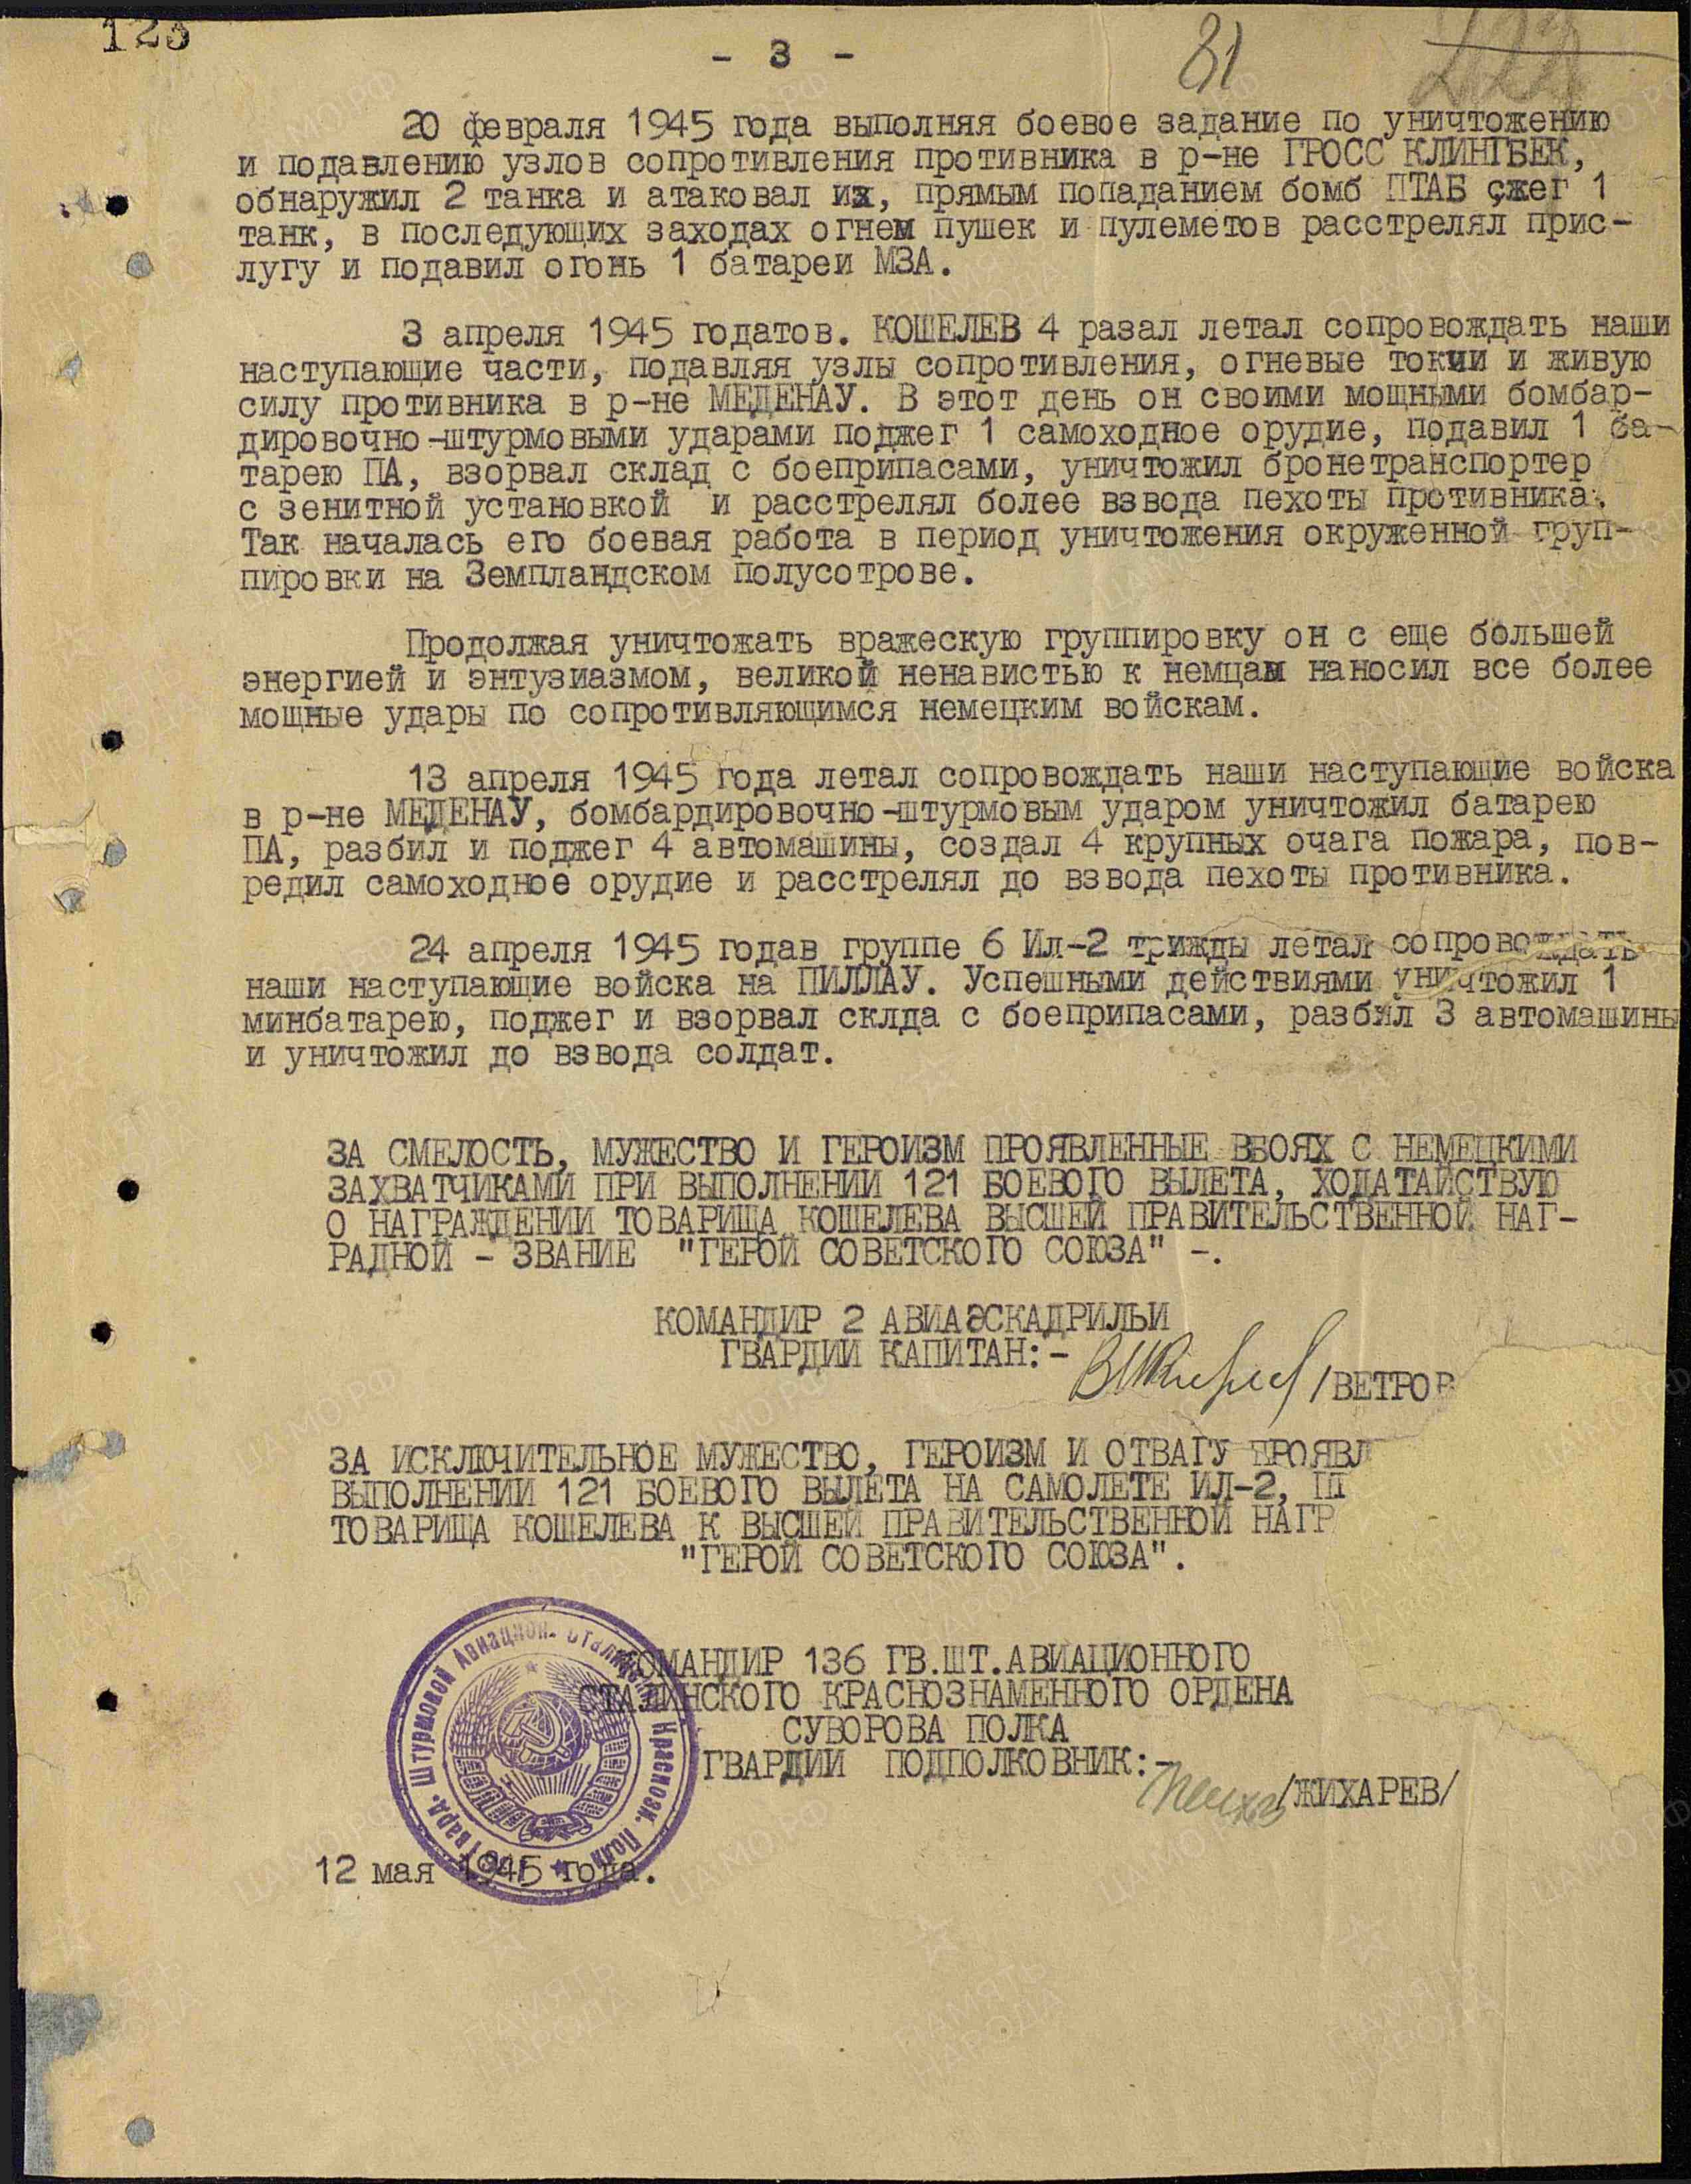 123
- 3 -
81
20 февраля 1945 года выполняя боевое задание по уничтожению
и подавлению узлов сопротивления противника в р-не ГРОСС КЛИНГБЕК,
обнаружил 2 танка и атаковал их, прямым попаданием бомб ПТАБ сжег 1
танк, в последующих заходах огнем пушек и пулеметов расстрелял прис-
лугу и подавил огонь 1 батареи МЗА.
3 апреля 1945 годатов. КОШЕЛЕВ 4 разал летал сопровождать наши
наступающие части, подавляя узлы сопротивления, огневые токчи и живую
силу противника в р-не МЕДЕНАУ. В этот день он своими мощными бомбар-
дировочно-штурмовыми ударами поджег 1 самоходное орудие, подавил 1 ба-
тарею ПА, взорвал склад с боеприпасами, уничтожил бронетранспортер
с зенитной установкой и расстрелял более взвода пехоты противника.
Так началась его боевая работа в период уничтожения окруженной груп-
пировки на Земпландском полусотрове.
Продолжая уничтожать вражескую группировку он с еще большей
энергией и энтузиазмом, великой ненавистью к немцам наносил все более
мощные удары по сопротивляющимся немецким войскам.
13 апреля 1945 года летал сопровождать наши наступающие войска
в р-не МЕДЕНАУ, бомбардировочно-штурмовым ударом уничтожил батарею
ПА, разбил и поджег 4 автомашины, создал 4 крупных очага пожара, пов-
редил самоходное орудие и расстрелял до взвода пехоты противника.
24 апреля 1945 годав группе 6 Ил-2 трижды летал сопровождать
наши наступающие войска на ПИЛЛАУ. Успешными действиями уничтожил 1
минбатарею, поджег и взорвал склда с боеприпасами, разбил 3 автомашины
и уничтожил до взвода солдат.
ЗА СМЕЛОСТЬ, МУЖЕСТВО И ГЕРОИЗМ ПРОЯВЛЕННЫЕ ВБОЯХ С НЕМЕЦКИМИ
ЗАХВАТЧИКАМИ ПРИ ВЫПОЛНЕНИИ 121 БОЕВОГО ВЫЛЕТА, ХОДАТАЙСТВУЮ
О НАГРАЖДЕНИИ ТОВАРИЩА КОШЕЛЕВА ВЫСШЕЙ ПРАВИТЕЛЬСТВЕННОЙ НАГ-
РАДНОЙ - ЗВАНИЕ "ГЕРОЙ СОВЕТСКОГО СОЮЗА" -.
КОМАНДИР 2 АВИАЭСКАДРИЛЬИ
ГВАРДИИ КАПИТАН:-
/ВЕТРОВ
ЗА ИСКЛЮЧИТЕЛЬНОЕ МУЖЕСТВО, ГЕРОИЗМ И ОТВАГУ ПРОЯВЛ
ВЫПОЛНЕНИИ 121 БОЕВОГО ВЫЛЕТА НА САМОЛЕТЕ ИЛ-2,
ТОВАРИЩА КОШЕЛЕВА К ВЫСШЕЙ ПРАВИТЕЛЬСТВЕННОЙ НАГР
"ГЕРОЙ СОВЕТСКОГО СОЮЗА".
КОМАНДИР 136 ГВ.ШТ.АВИАЦИОННОГО
СТАЛИНСКОГО КРАСНОЗНАМЕННОГО ОРДЕНА
СУВОРОВА ПОЛКА
ГВАРДИИ ПОДПОЛКОВНИК:-
/ЖИХАРЕВ/
Гвард. Штурмовой Авиацион. Сталинский Краснозн. Полк
12 мая 1945 года.